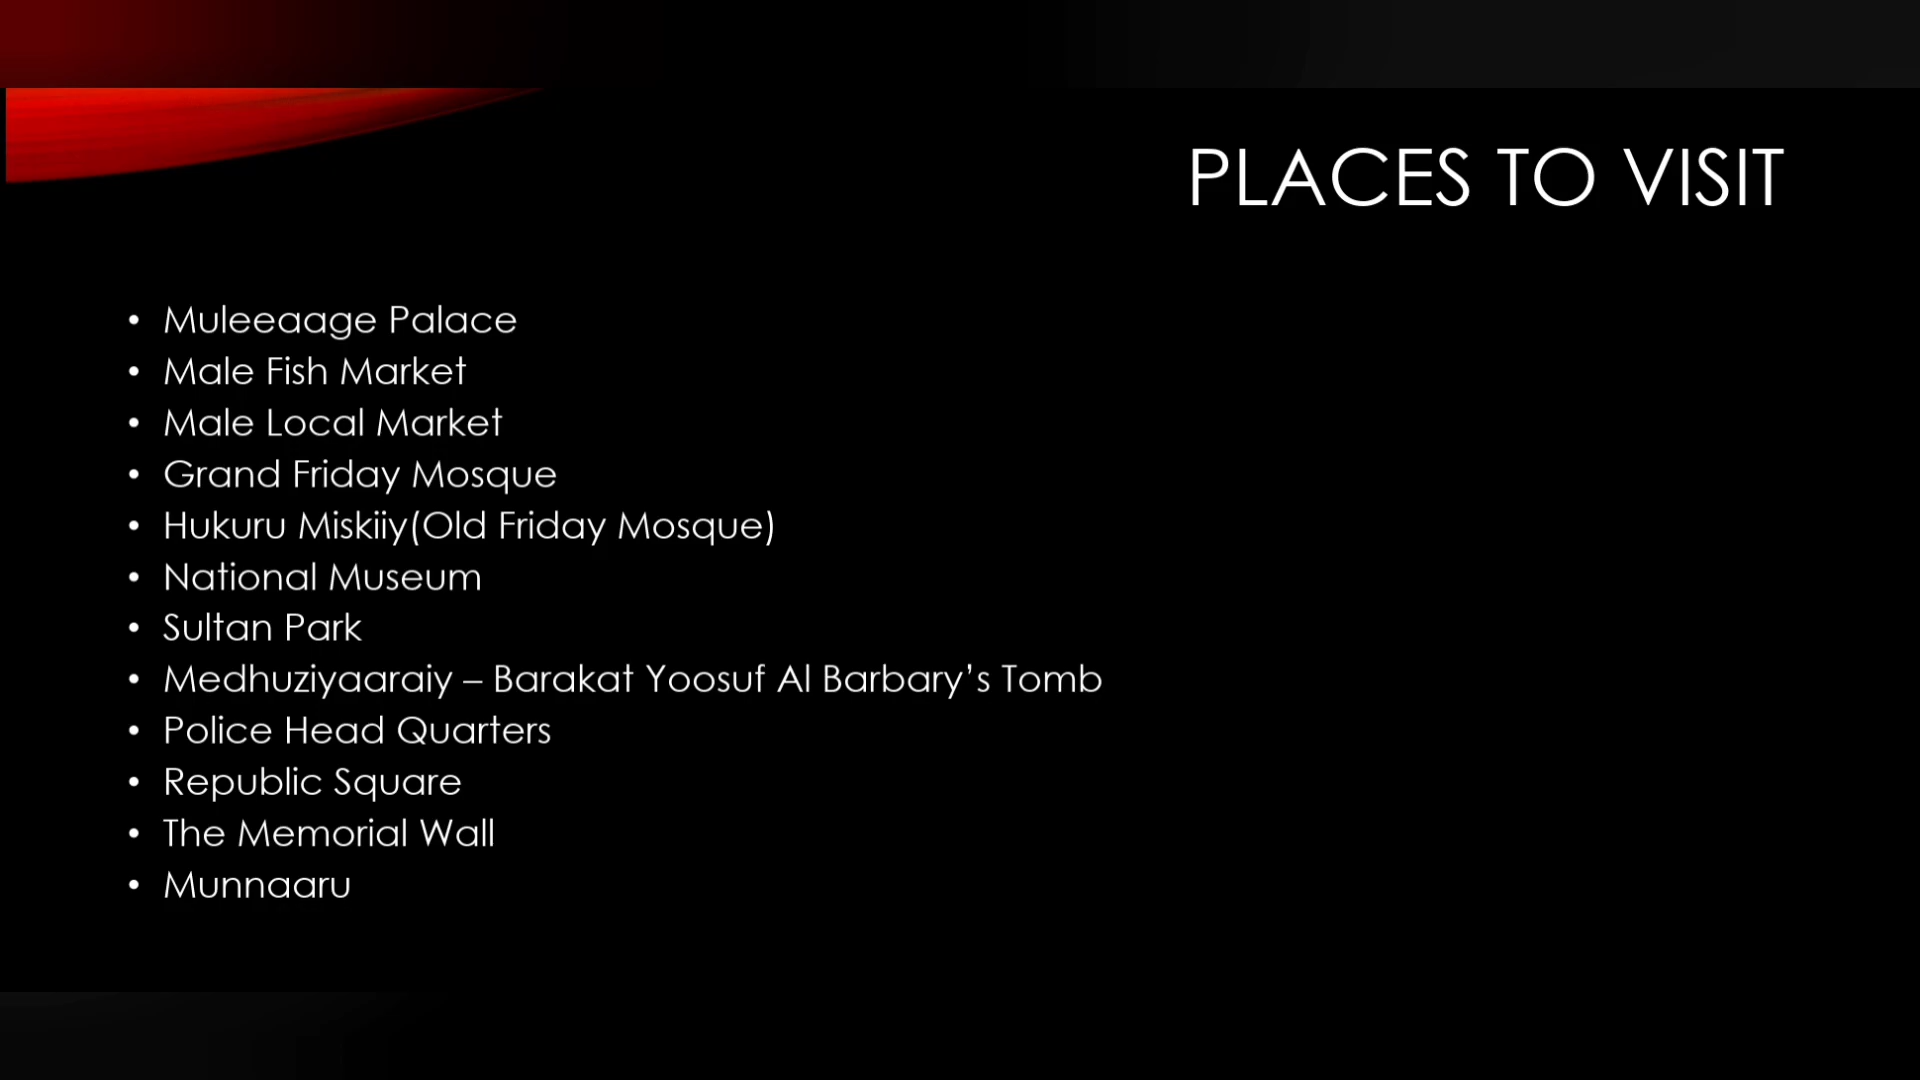 PLACES TO VISIT
• Muleeaage Palace
• Male Fish Market
• Male Local Market
• Grand Friday Mosque
• Hukuru Miskiiy(Old Friday Mosque)
• National Museum
• Sultan Park
• Medhuziyaaraiy – Barakat Yoosuf Al Barbary’s Tomb
• Police Head Quarters
• Republic Square
• The Memorial Wall
• Munnaaru